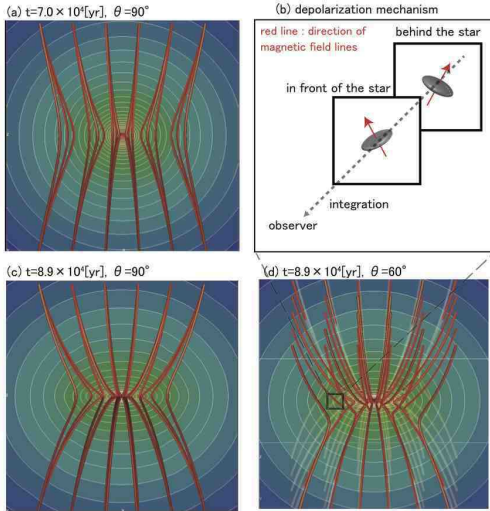 (a) t=7.0×10⁴[yr], θ=90°
(b) depolarization mechanism
red line : direction of
magnetic field lines
behind the star
in front of the star
integration
observer
(c) t=8.9×10⁴[yr], θ=90°
(d) t=8.9×10⁴[yr], θ=60°